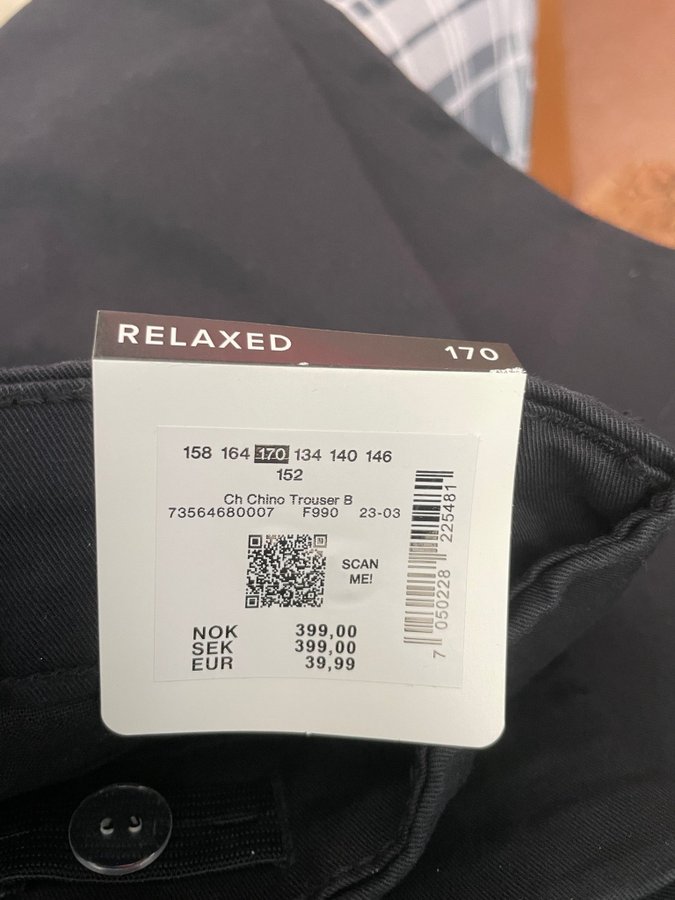 RELAXED 170
158 164 170 134 140 146
152
Ch Chino Trouser B
73564680007 F990 23-03
SCAN
ME!
NOK 399,00
SEK 399,00
EUR 39,99
7 050228 225481